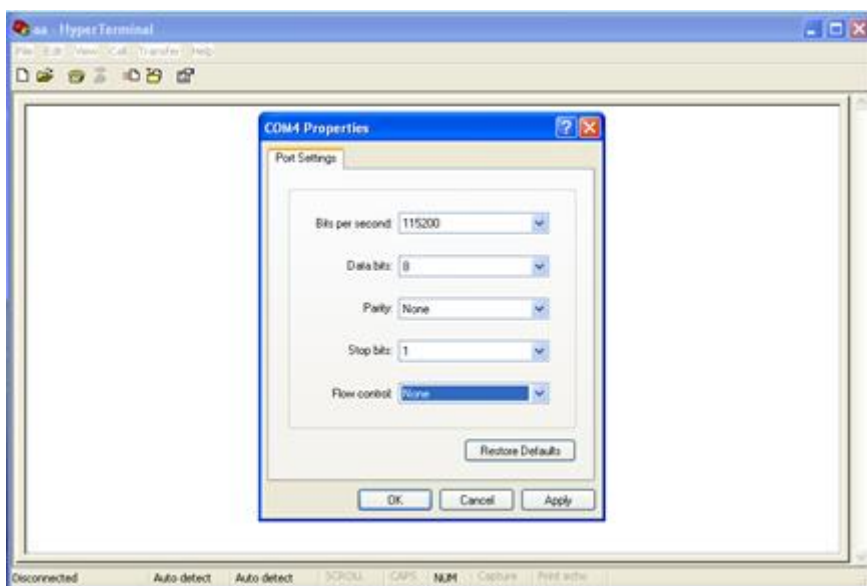 aa - HyperTerminal
File Edit View Call Transfer Help
COM4 Properties
Port Settings
Bits per second: 115200
Data bits: 8
Parity: None
Stop bits: 1
Flow control: None
Restore Defaults
OK Cancel Apply
Disconnected Auto detect Auto detect SCROLL CAPS NUM Capture Print echo